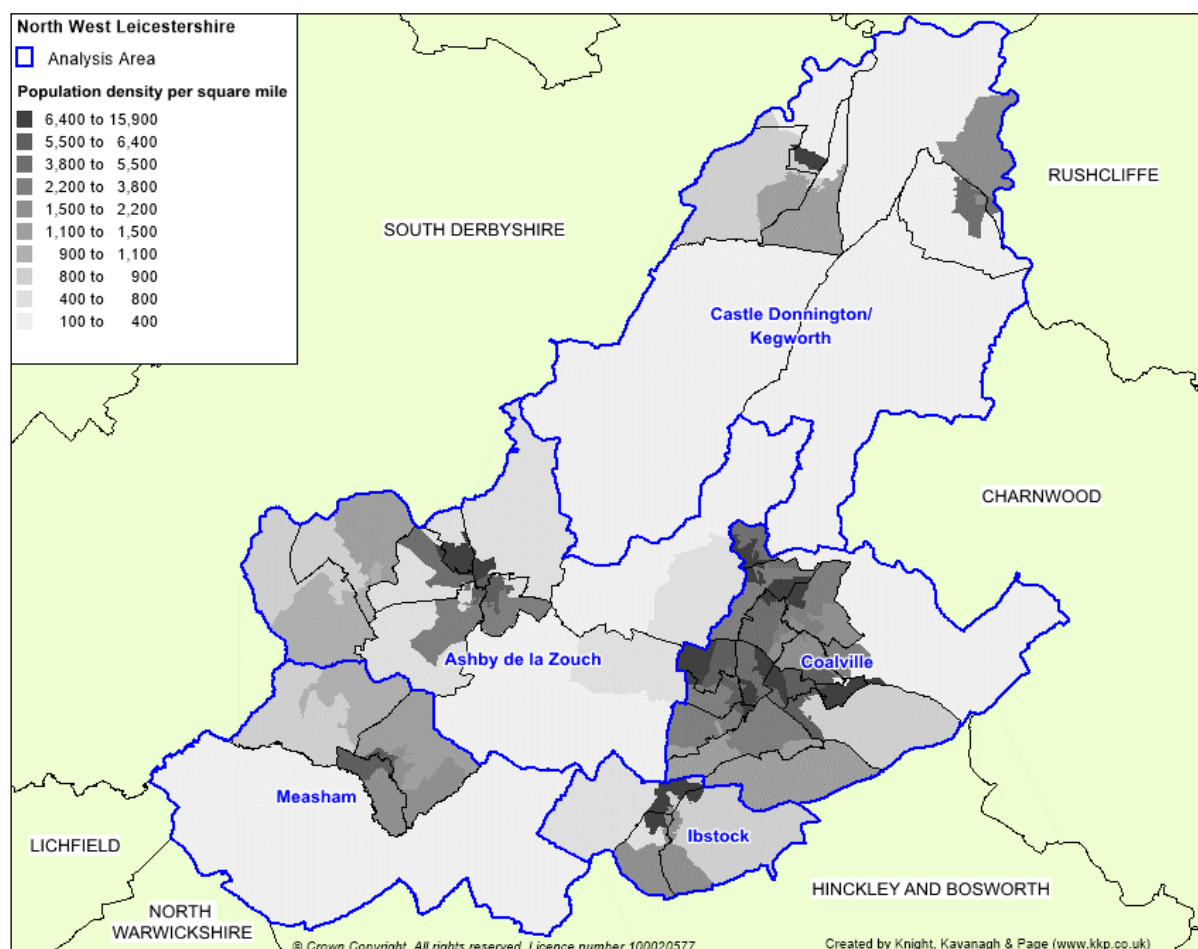 North West Leicestershire
Analysis Area
Population density per square mile
6,400 to 15,900
5,500 to 6,400
3,800 to 5,500
2,200 to 3,800
1,500 to 2,200
1,100 to 1,500
900 to 1,100
800 to 900
400 to 800
100 to 400
RUSHCLIFFE
SOUTH DERBYSHIRE
Castle Donnington/
Kegworth
CHARNWOOD
Ashby de la Zouch
Coalville
Measham
Ibstock
LICHFIELD
HINCKLEY AND BOSWORTH
NORTH
WARWICKSHIRE
© Crown Copyright. All rights reserved. Licence number 100020577
Created by Knight, Kavanagh & Page (www.kkp.co.uk)